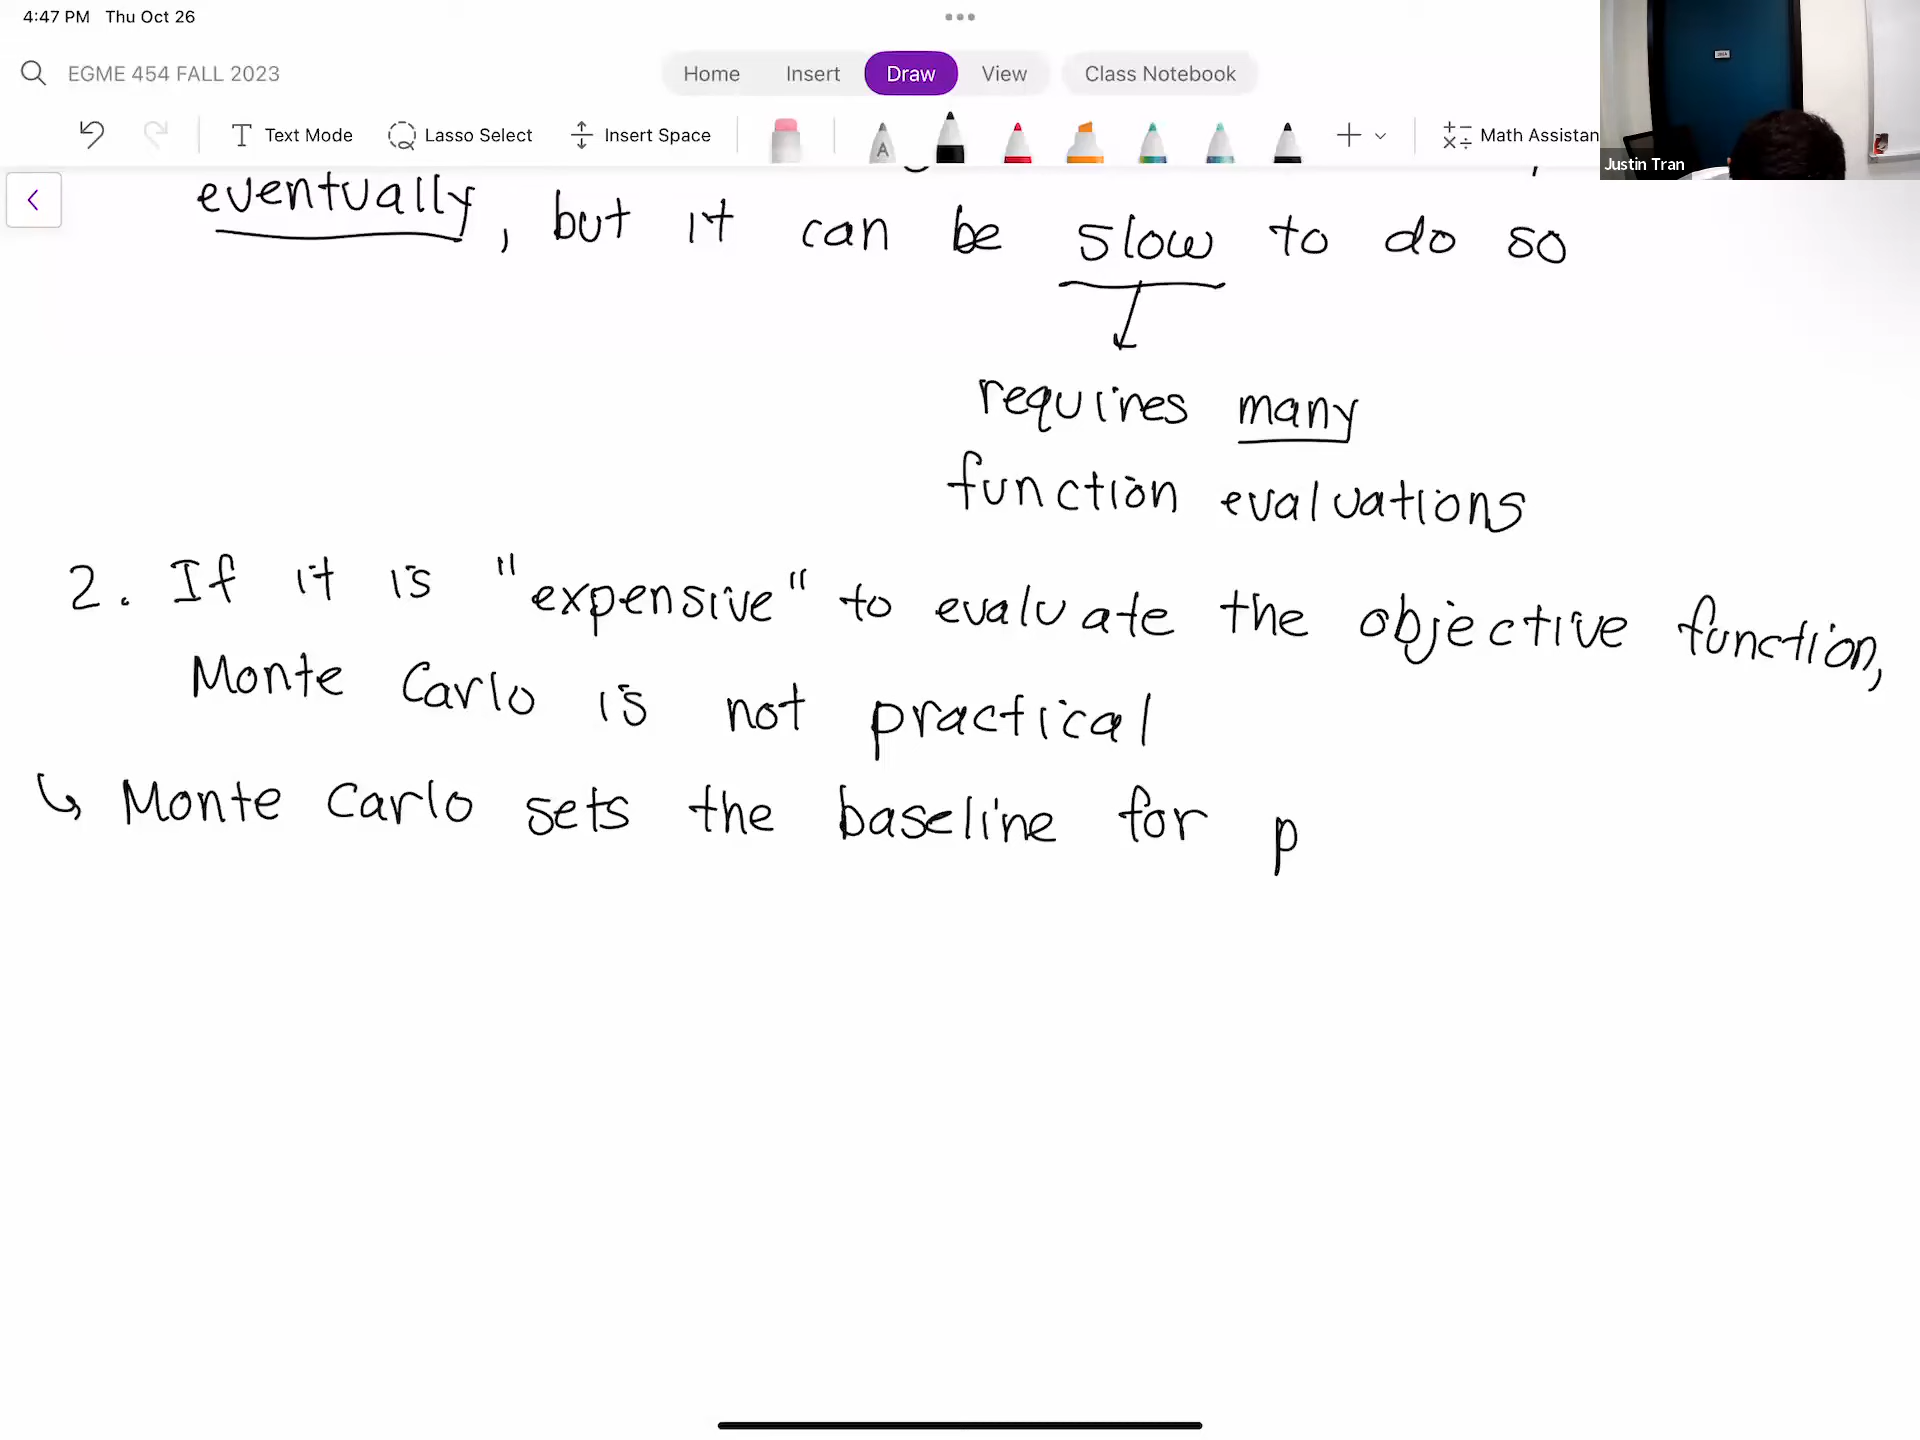 4:47 PM Thu Oct 26
EGME 454 FALL 2023
Home Insert Draw View Class Notebook
Text Mode Lasso Select Insert Space Math Assistan
Justin Tran
eventually, but it can be slow to do so
requires many
function evaluations
2. If it is "expensive" to evaluate the objective function,
Monte Carlo is not practical
↳ Monte Carlo sets the baseline for p